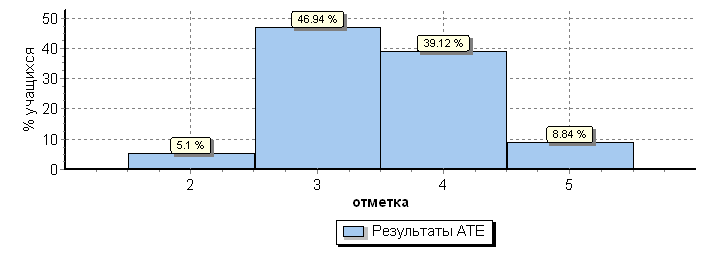 % учащихся
50
40
30
20
10
0
5.1 %
46.94 %
39.12 %
8.84 %
2 3 4 5
отметка
Результаты АТЕ